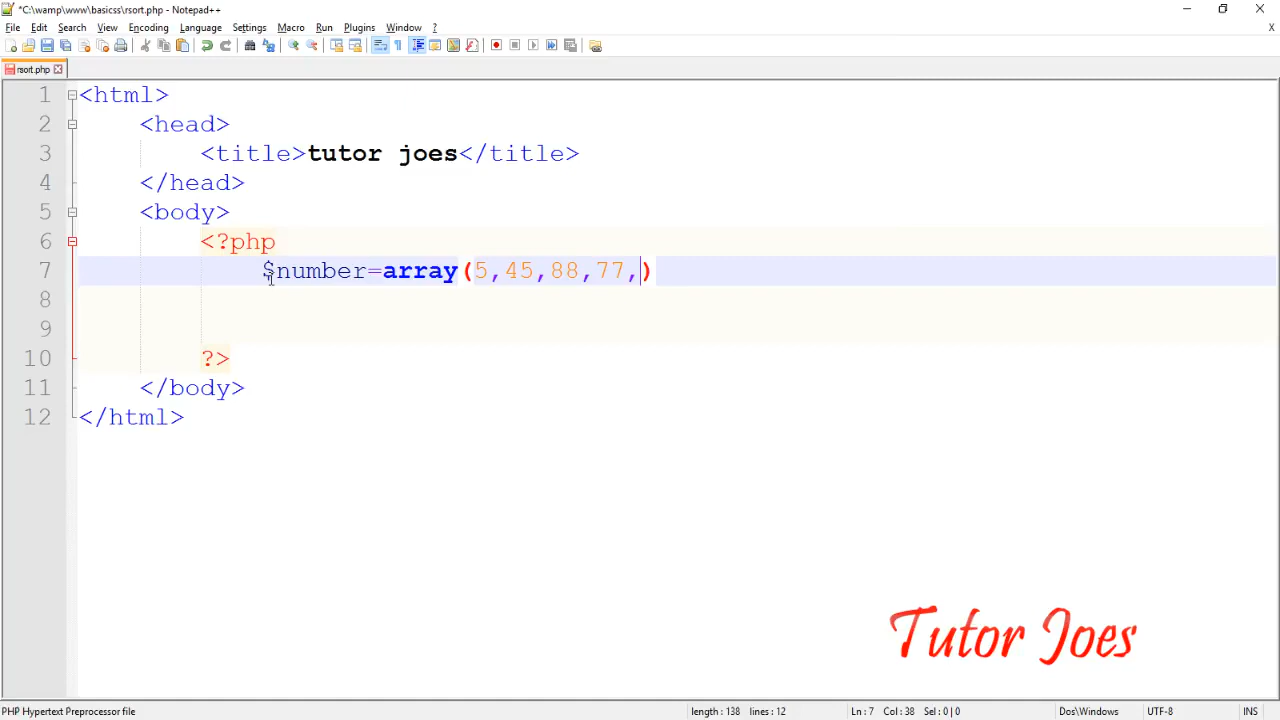 *C:\wamp\www\basicss\rsort.php - Notepad++
File Edit Search View Encoding Language Settings Macro Run Plugins Window ?
X
rsort.php
1 <html>
2 <head>
3 <title>tutor joes</title>
4 </head>
5 <body>
6 <?php
7 $number=array(5,45,88,77,)
8
9
10 ?>
11 </body>
12 </html>
Tutor Joes
PHP Hypertext Preprocessor file length : 138 lines : 12 Ln : 7 Col : 38 Sel : 0 | 0 Dos\Windows UTF-8 INS